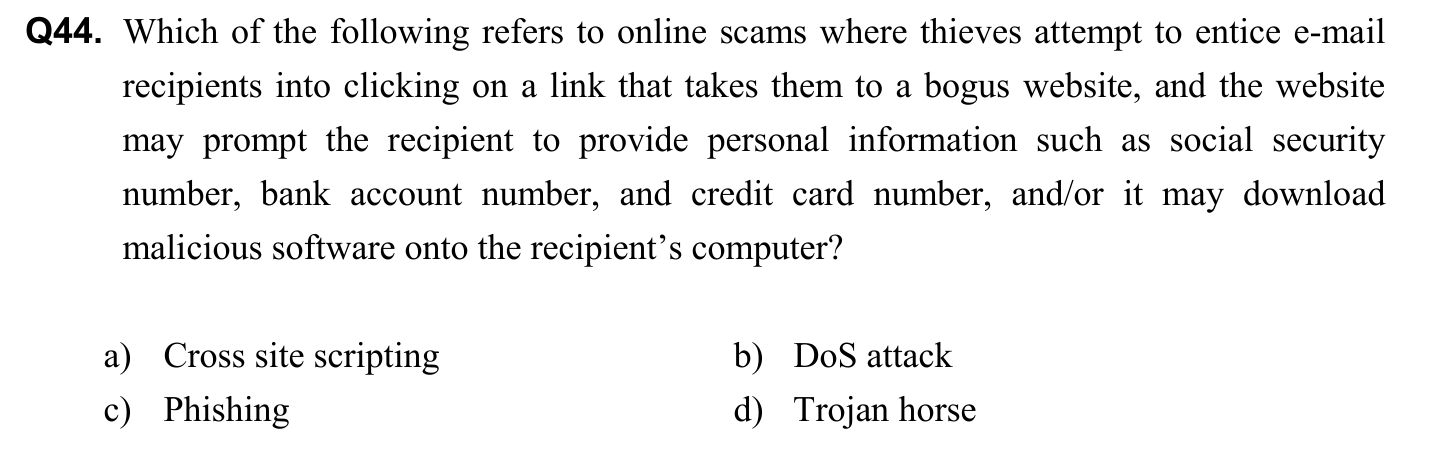 Q44. Which of the following refers to online scams where thieves attempt to entice e-mail
recipients into clicking on a link that takes them to a bogus website, and the website
may prompt the recipient to provide personal information such as social security
number, bank account number, and credit card number, and/or it may download
malicious software onto the recipient’s computer?
a) Cross site scripting b) DoS attack
c) Phishing d) Trojan horse